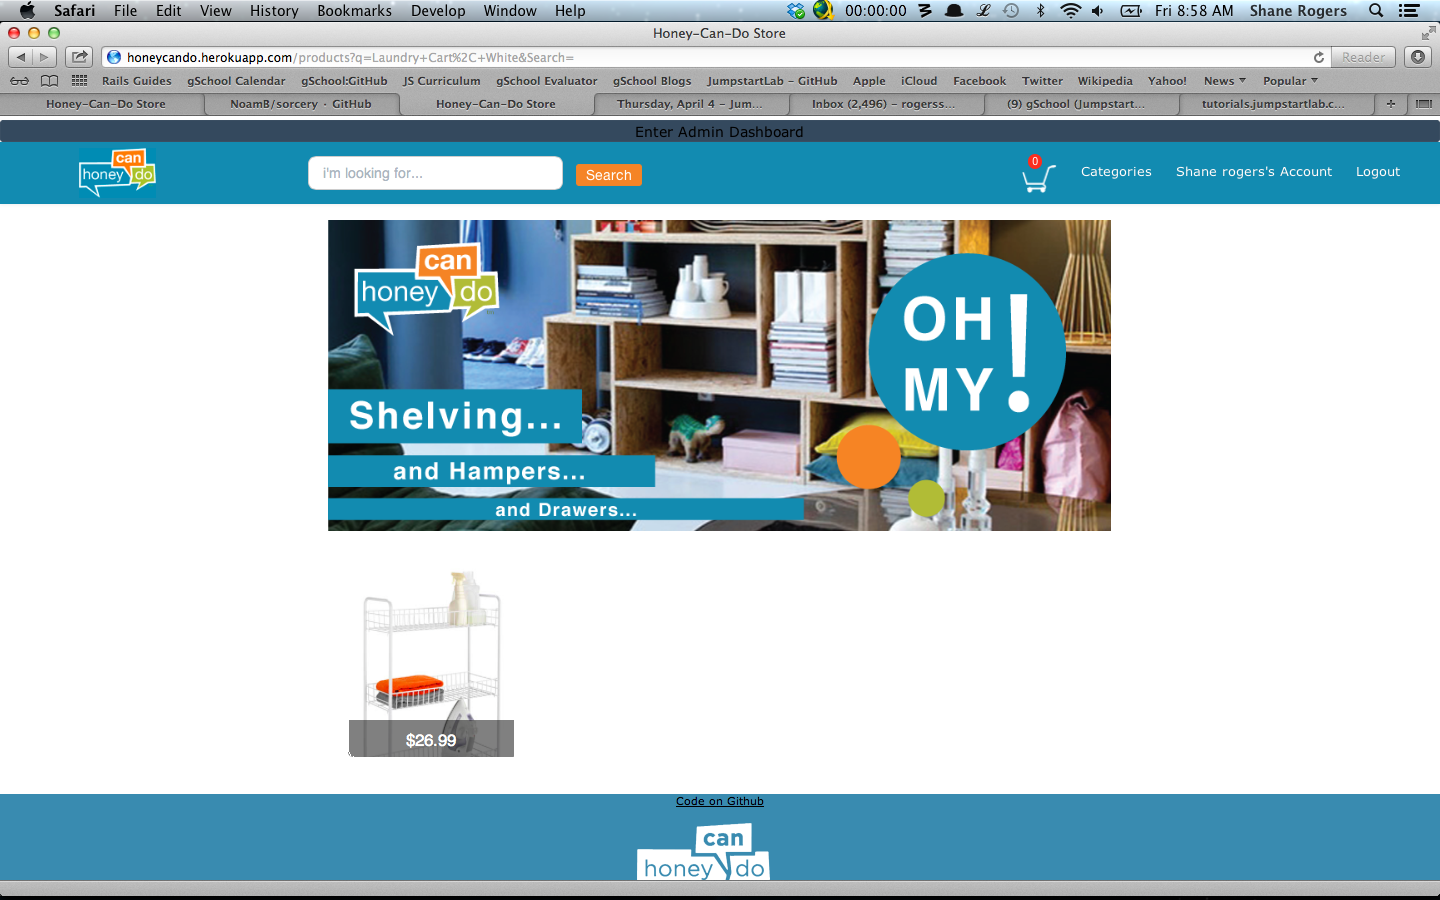 Safari File Edit View History Bookmarks Develop Window Help 00:00:00 Fri 8:58 AM Shane Rogers
Honey-Can-Do Store
honeycando.herokuapp.com/products?q=Laundry+Cart%2C+White&Search= Reader
Rails Guides gSchool Calendar gSchool:GitHub JS Curriculum gSchool Evaluator gSchool Blogs JumpstartLab - GitHub Apple iCloud Facebook Twitter Wikipedia Yahoo! News Popular
Honey-Can-Do Store NoamB/sorcery · GitHub Honey-Can-Do Store Thursday, April 4 - Jum... Inbox (2,496) - rogerss... (9) gSchool (Jumpstart... tutorials.jumpstartlab.c...
Enter Admin Dashboard
can
honey do
i'm looking for...
Search
0
Categories Shane rogers's Account Logout
can
honey do
OH
MY!
Shelving...
and Hampers...
and Drawers...
$26.99
Code on Github
can
honey do